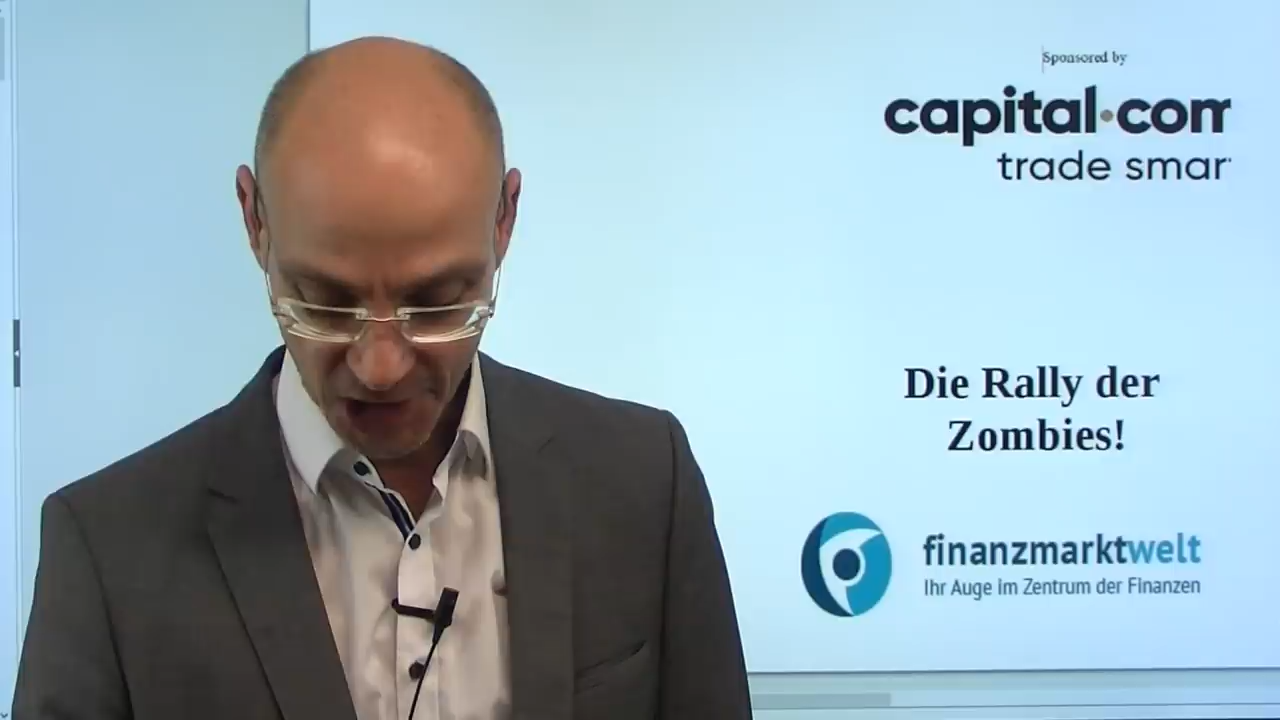 Sponsored by
capital.com
trade smar
Die Rally der
Zombies!
finanzmarktwelt
Ihr Auge im Zentrum der Finanzen